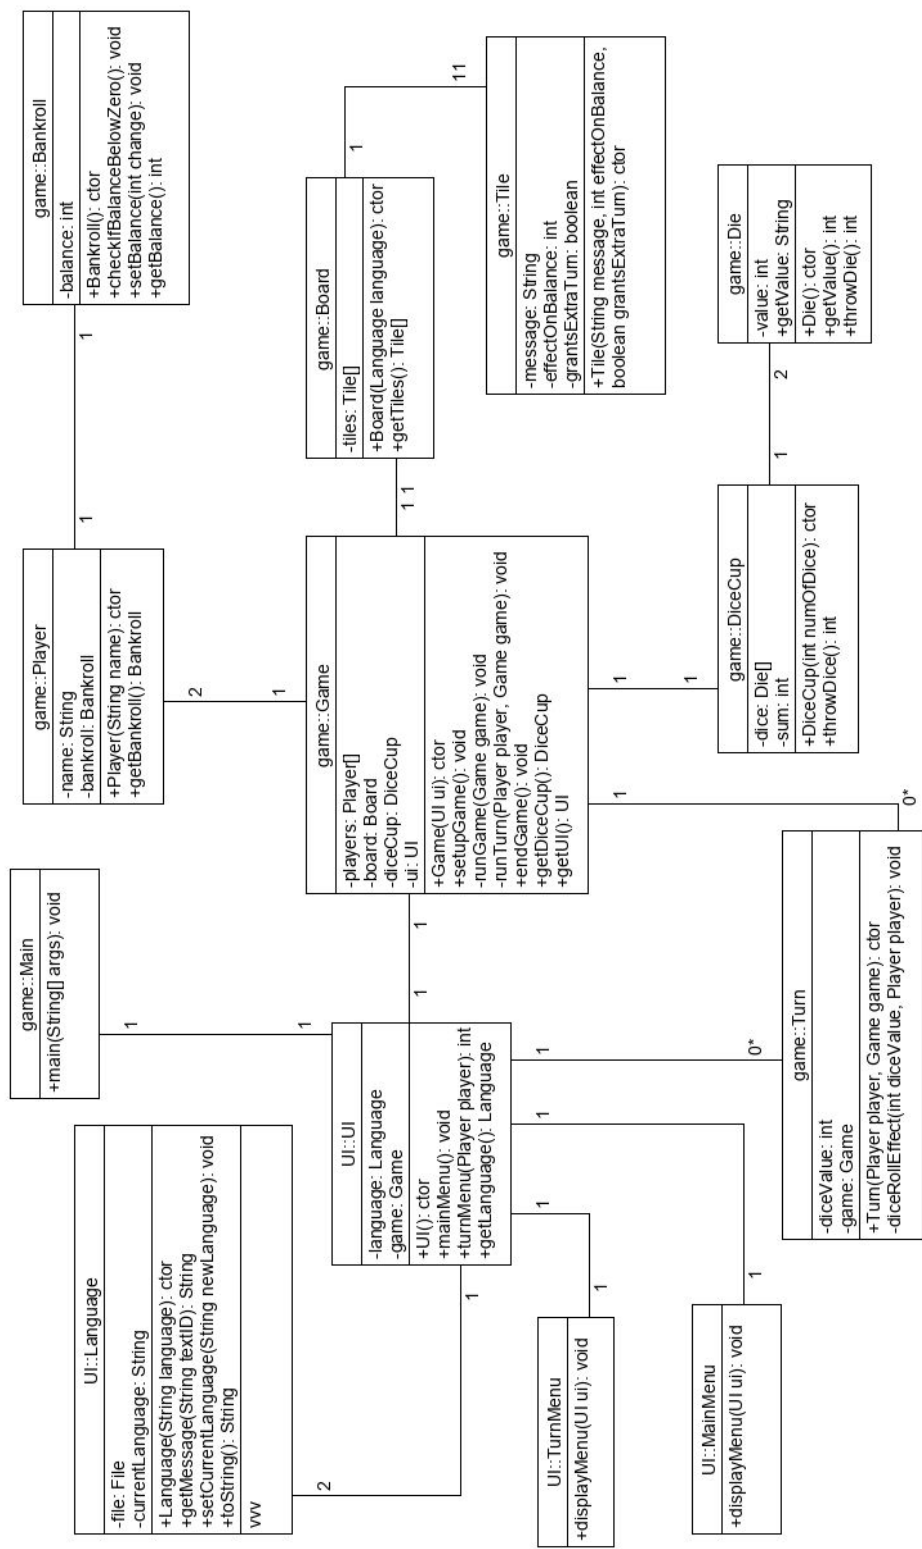 UI::Language
-file: File
-currentLanguage: String
+Language(String language): ctor
+getMessage(String textID): String
+setCurrentLanguage(String newLanguage): void
+toString(): String
vvv
2
1
game::Main
+main(String[] args): void
1
1
UI::UI
-language: Language
-game: Game
+UI(): ctor
+mainMenu(): void
+turnMenu(Player player): int
+getLanguage(): Language
1
1
UI::TurnMenu
+displayMenu(UI ui): void
1
1
UI::MainMenu
+displayMenu(UI ui): void
1
0*
game::Turn
-diceValue: int
-game: Game
+Turn(Player player, Game game): ctor
-diceRollEffect(int diceValue, Player player): void
1
1
game::Player
-name: String
-bankroll: Bankroll
+Player(String name): ctor
+getBankroll(): Bankroll
2
1
1
1
game::Bankroll
-balance: int
+Bankroll(): ctor
+checkIfBalanceBelowZero(): void
+setBalance(int change): void
+getBalance(): int
game::Game
-players: Player[]
-board: Board
-diceCup: DiceCup
-ui: UI
+Game(UI ui): ctor
+setupGame(): void
-runGame(Game game): void
-runTurn(Player player, Game game): void
+endGame(): void
+getDiceCup(): DiceCup
+getUI(): UI
1
0*
1
1
1 1
game::Board
-tiles: Tile[]
+Board(Language language): ctor
+getTiles(): Tile[]
1
11
game::Tile
-message: String
-effectOnBalance: int
-grantsExtraTurn: boolean
+Tile(String message, int effectOnBalance,
boolean grantsExtraTurn): ctor
game::DiceCup
-dice: Die[]
-sum: int
+DiceCup(int numOfDice): ctor
+throwDice(): int
1
2
game::Die
-value: int
+getValue: String
+Die(): ctor
+getValue(): int
+throwDie(): int